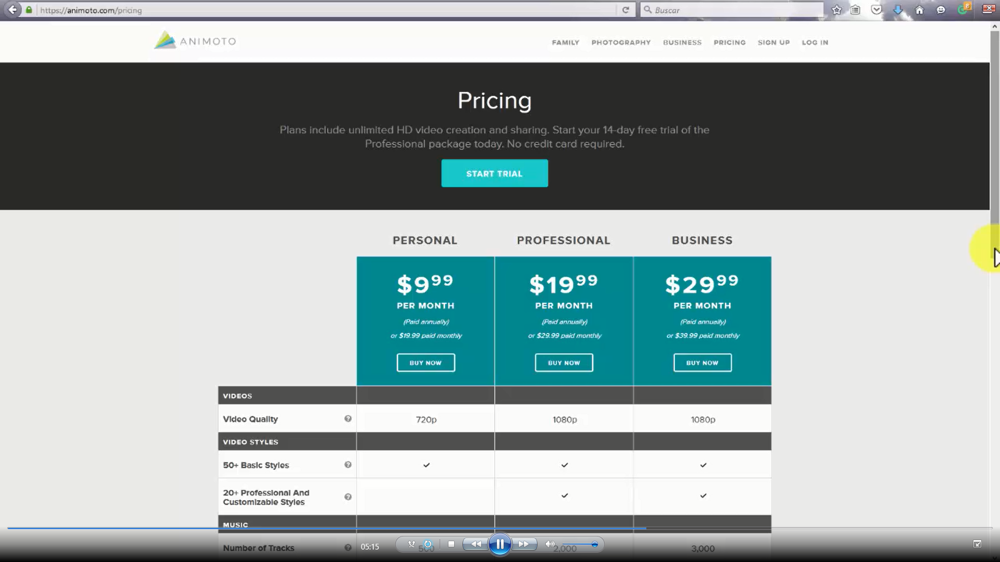 https://animoto.com/pricing
Buscar
8
ANIMOTO
FAMILY PHOTOGRAPHY BUSINESS PRICING SIGN UP LOG IN
Pricing
Plans include unlimited HD video creation and sharing. Start your 14-day free trial of the
Professional package today. No credit card required.
START TRIAL
PERSONAL PROFESSIONAL BUSINESS
$9.99 $19.99 $29.99
PER MONTH PER MONTH PER MONTH
(Paid annually) (Paid annually) (Paid annually)
or $19.99 paid monthly or $29.99 paid monthly or $39.99 paid monthly
BUY NOW BUY NOW BUY NOW
VIDEOS
Video Quality ? 720p 1080p 1080p
VIDEO STYLES
50+ Basic Styles ? ✓ ✓ ✓
20+ Professional And
Customizable Styles ? ✓ ✓
MUSIC
Number of Tracks ? 500 2,000 3,000
05:15